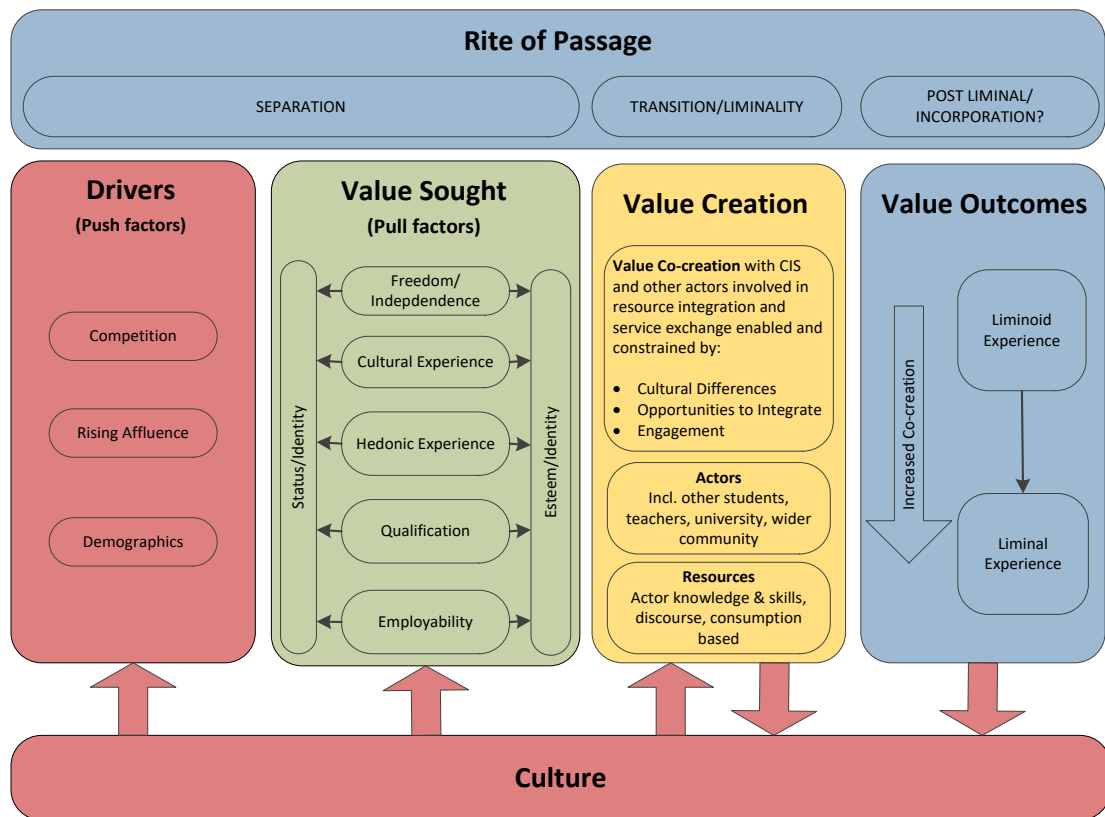 Rite of Passage
SEPARATION
TRANSITION/LIMINALITY
POST LIMINAL/
INCORPORATION?
Drivers
(Push factors)
Competition
Rising Affluence
Demographics
Value Sought
(Pull factors)
Status/Identity
Freedom/
Indepdendence
Cultural Experience
Hedonic Experience
Qualification
Employability
Esteem/Identity
Value Creation
Value Co-creation with CIS
and other actors involved in
resource integration and
service exchange enabled and
constrained by:
• Cultural Differences
• Opportunities to Integrate
• Engagement
Actors
Incl. other students,
teachers, university, wider
community
Resources
Actor knowledge & skills,
discourse, consumption
based
Value Outcomes
Increased Co-creation
Liminoid
Experience
Liminal
Experience
Culture